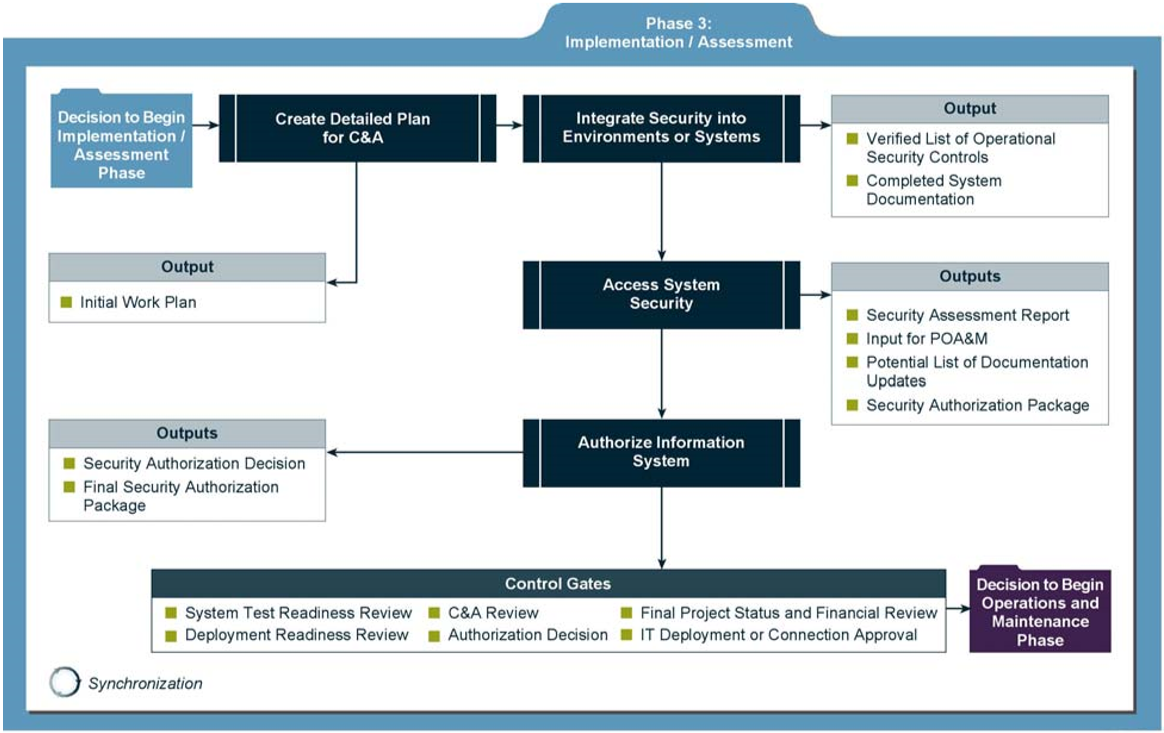 Phase 3:
Implementation / Assessment
Decision to Begin
Implementation /
Assessment
Phase
Create Detailed Plan
for C&A
Integrate Security into
Environments or Systems
Output
Verified List of Operational
Security Controls
Completed System
Documentation
Output
Initial Work Plan
Access System
Security
Outputs
Security Assessment Report
Input for POA&M
Potential List of Documentation
Updates
Security Authorization Package
Outputs
Security Authorization Decision
Final Security Authorization
Package
Authorize Information
System
Control Gates
System Test Readiness Review
Deployment Readiness Review
C&A Review
Authorization Decision
Final Project Status and Financial Review
IT Deployment or Connection Approval
Decision to Begin
Operations and
Maintenance
Phase
Synchronization